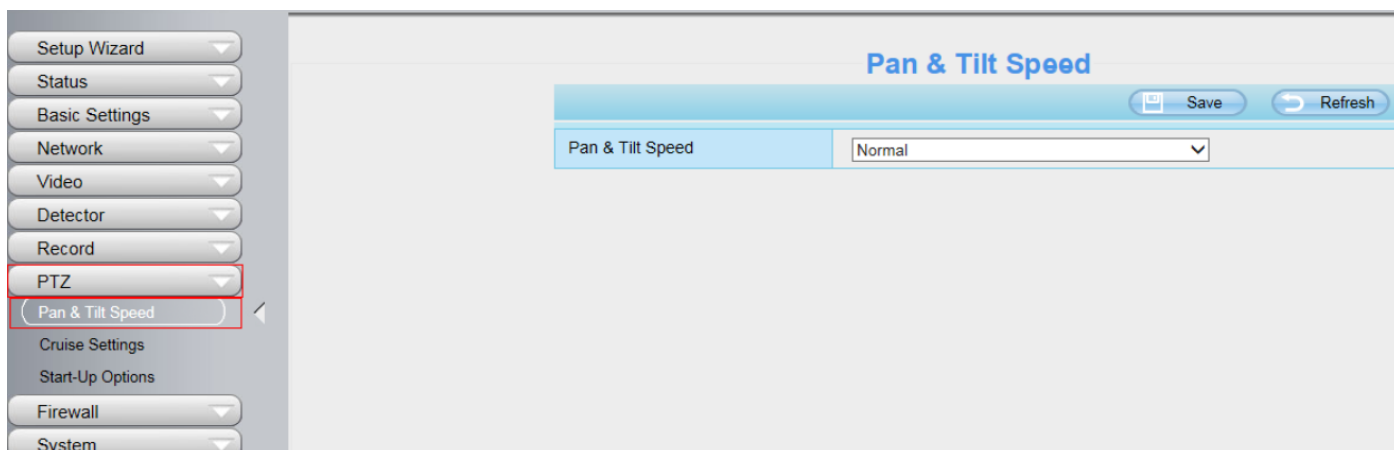 Setup Wizard
Status
Basic Settings
Network
Video
Detector
Record
PTZ
Pan & Tilt Speed
Cruise Settings
Start-Up Options
Firewall
System
Pan & Tilt Speed
Save Refresh
Pan & Tilt Speed Normal